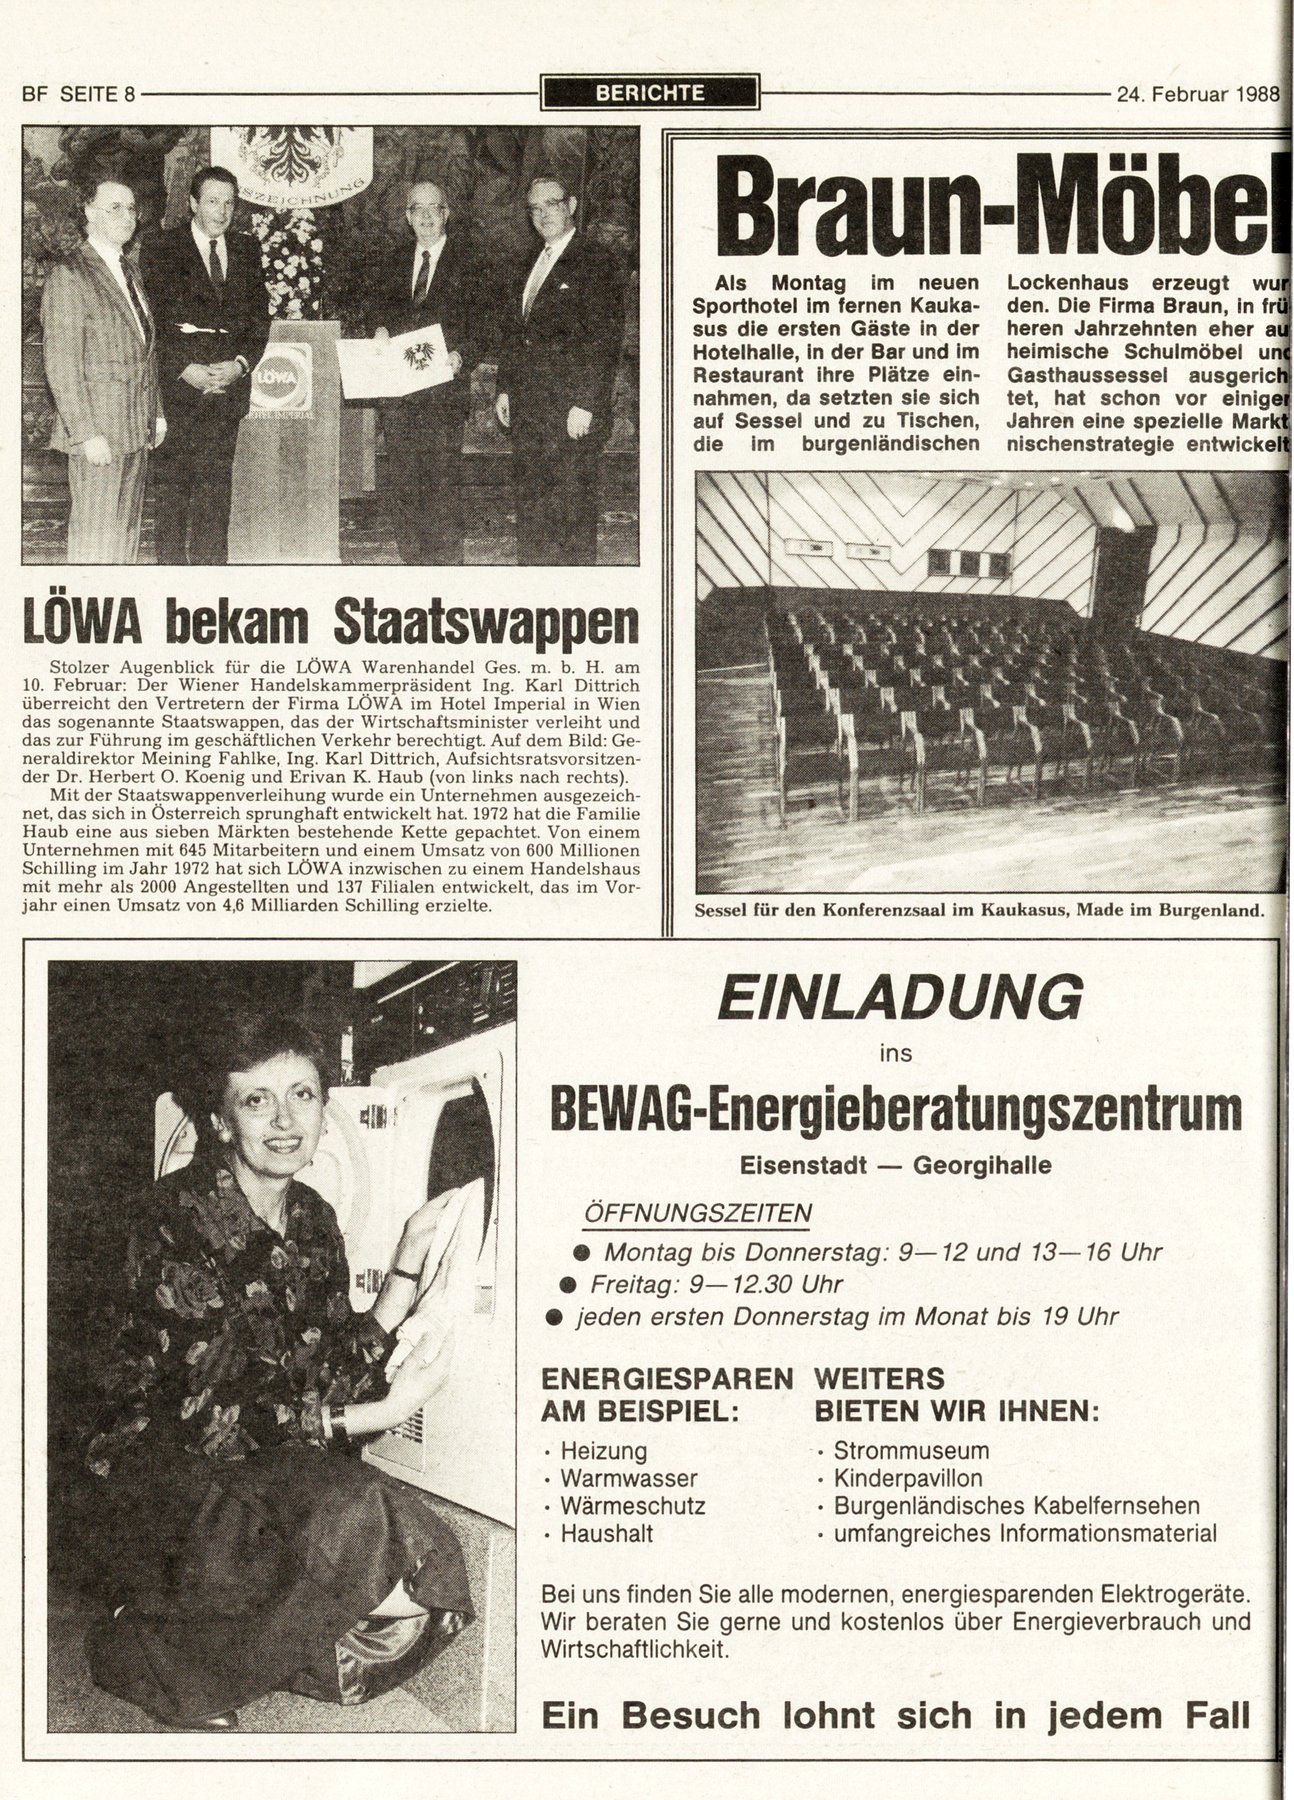 BF SEITE 8
BERICHTE
24. Februar 1988
SZEICHNUNG
LÖWA
LÖWA bekam Staatswappen
Stolzer Augenblick für die LÖWA Warenhandel Ges. m. b. H. am
10. Februar: Der Wiener Handelskammerpräsident Ing. Karl Dittrich
überreicht den Vertretern der Firma LÖWA im Hotel Imperial in Wien
das sogenannte Staatswappen, das der Wirtschaftsminister verleiht und
das zur Führung im geschäftlichen Verkehr berechtigt. Auf dem Bild: Ge-
neraldirektor Meining Fahlke, Ing. Karl Dittrich, Aufsichtsratsvorsitzen-
der Dr. Herbert O. Koenig und Erivan K. Haub (von links nach rechts).
Mit der Staatswappenverleihung wurde ein Unternehmen ausgezeich-
net, das sich in Österreich sprunghaft entwickelt hat. 1972 hat die Familie
Haub eine aus sieben Märkten bestehende Kette gepachtet. Von einem
Unternehmen mit 645 Mitarbeitern und einem Umsatz von 600 Millionen
Schilling im Jahr 1972 hat sich LÖWA inzwischen zu einem Handelshaus
mit mehr als 2000 Angestellten und 137 Filialen entwickelt, das im Vor-
jahr einen Umsatz von 4,6 Milliarden Schilling erzielte.
Braun-Möbel
Als Montag im neuen
Sporthotel im fernen Kauka-
sus die ersten Gäste in der
Hotelhalle, in der Bar und im
Restaurant ihre Plätze ein-
nahmen, da setzten sie sich
auf Sessel und zu Tischen,
die im burgenländischen
Lockenhaus erzeugt wur
den. Die Firma Braun, in frü
heren Jahrzehnten eher au
heimische Schulmöbel und
Gasthaussessel ausgerich
tet, hat schon vor einiger
Jahren eine spezielle Markt
nischenstrategie entwickelt
Sessel für den Konferenzsaal im Kaukasus, Made im Burgenland.
EINLADUNG
ins
BEWAG-Energieberatungszentrum
Eisenstadt — Georgihalle
ÖFFNUNGSZEITEN
● Montag bis Donnerstag: 9—12 und 13—16 Uhr
● Freitag: 9—12.30 Uhr
● jeden ersten Donnerstag im Monat bis 19 Uhr
ENERGIESPAREN
AM BEISPIEL:
· Heizung
· Warmwasser
· Wärmeschutz
· Haushalt
WEITERS
BIETEN WIR IHNEN:
· Strommuseum
· Kinderpavillon
· Burgenländisches Kabelfernsehen
· umfangreiches Informationsmaterial
Bei uns finden Sie alle modernen, energiesparenden Elektrogeräte.
Wir beraten Sie gerne und kostenlos über Energieverbrauch und
Wirtschaftlichkeit.
Ein Besuch lohnt sich in jedem Fall